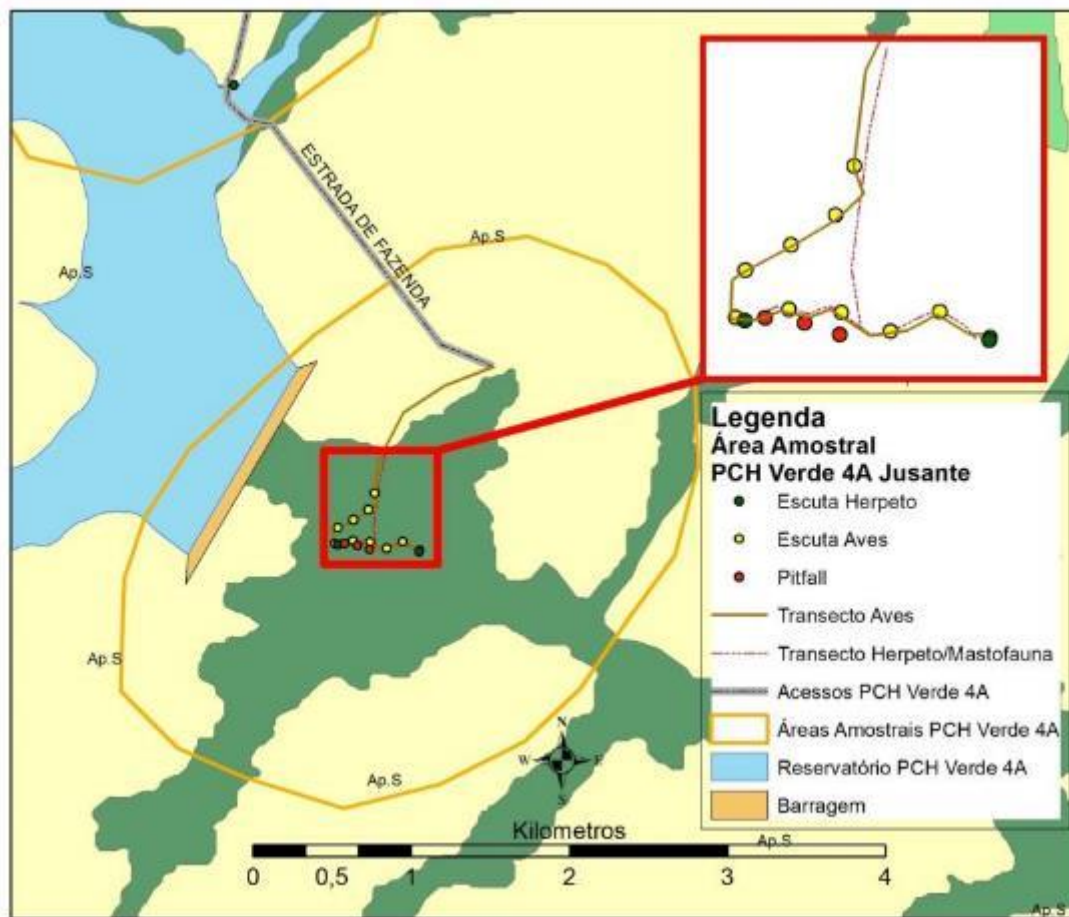 ESTRADA DE FAZENDA
Ap.S
Ap.S
Ap.S
Ap.S
Legenda
Área Amostral
PCH Verde 4A Jusante
Escuta Herpeto
Escuta Aves
Pitfall
Transecto Aves
Transecto Herpeto/Mastofauna
Acessos PCH Verde 4A
Áreas Amostrais PCH Verde 4A
Reservatório PCH Verde 4A
Barragem
N
W E
S
Kilometros
Ap.S
0 0,5 1 2 3 4
Ap.S